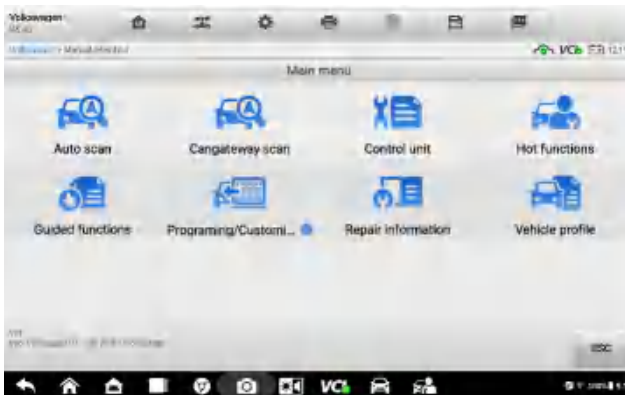 Volkswagen
Main menu
Auto scan
Cangateway scan
Control unit
Hot functions
Guided functions
Programing/Customi...
Repair information
Vehicle profile
VCI
ESC
VCI